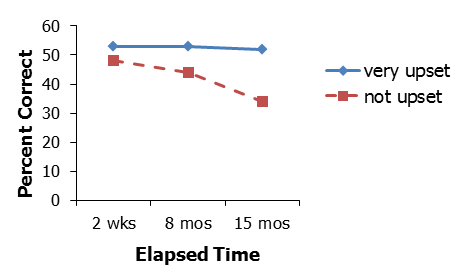 60
50
40
30
20
10
0
Percent Correct
2 wks 8 mos 15 mos
Elapsed Time
very upset
not upset